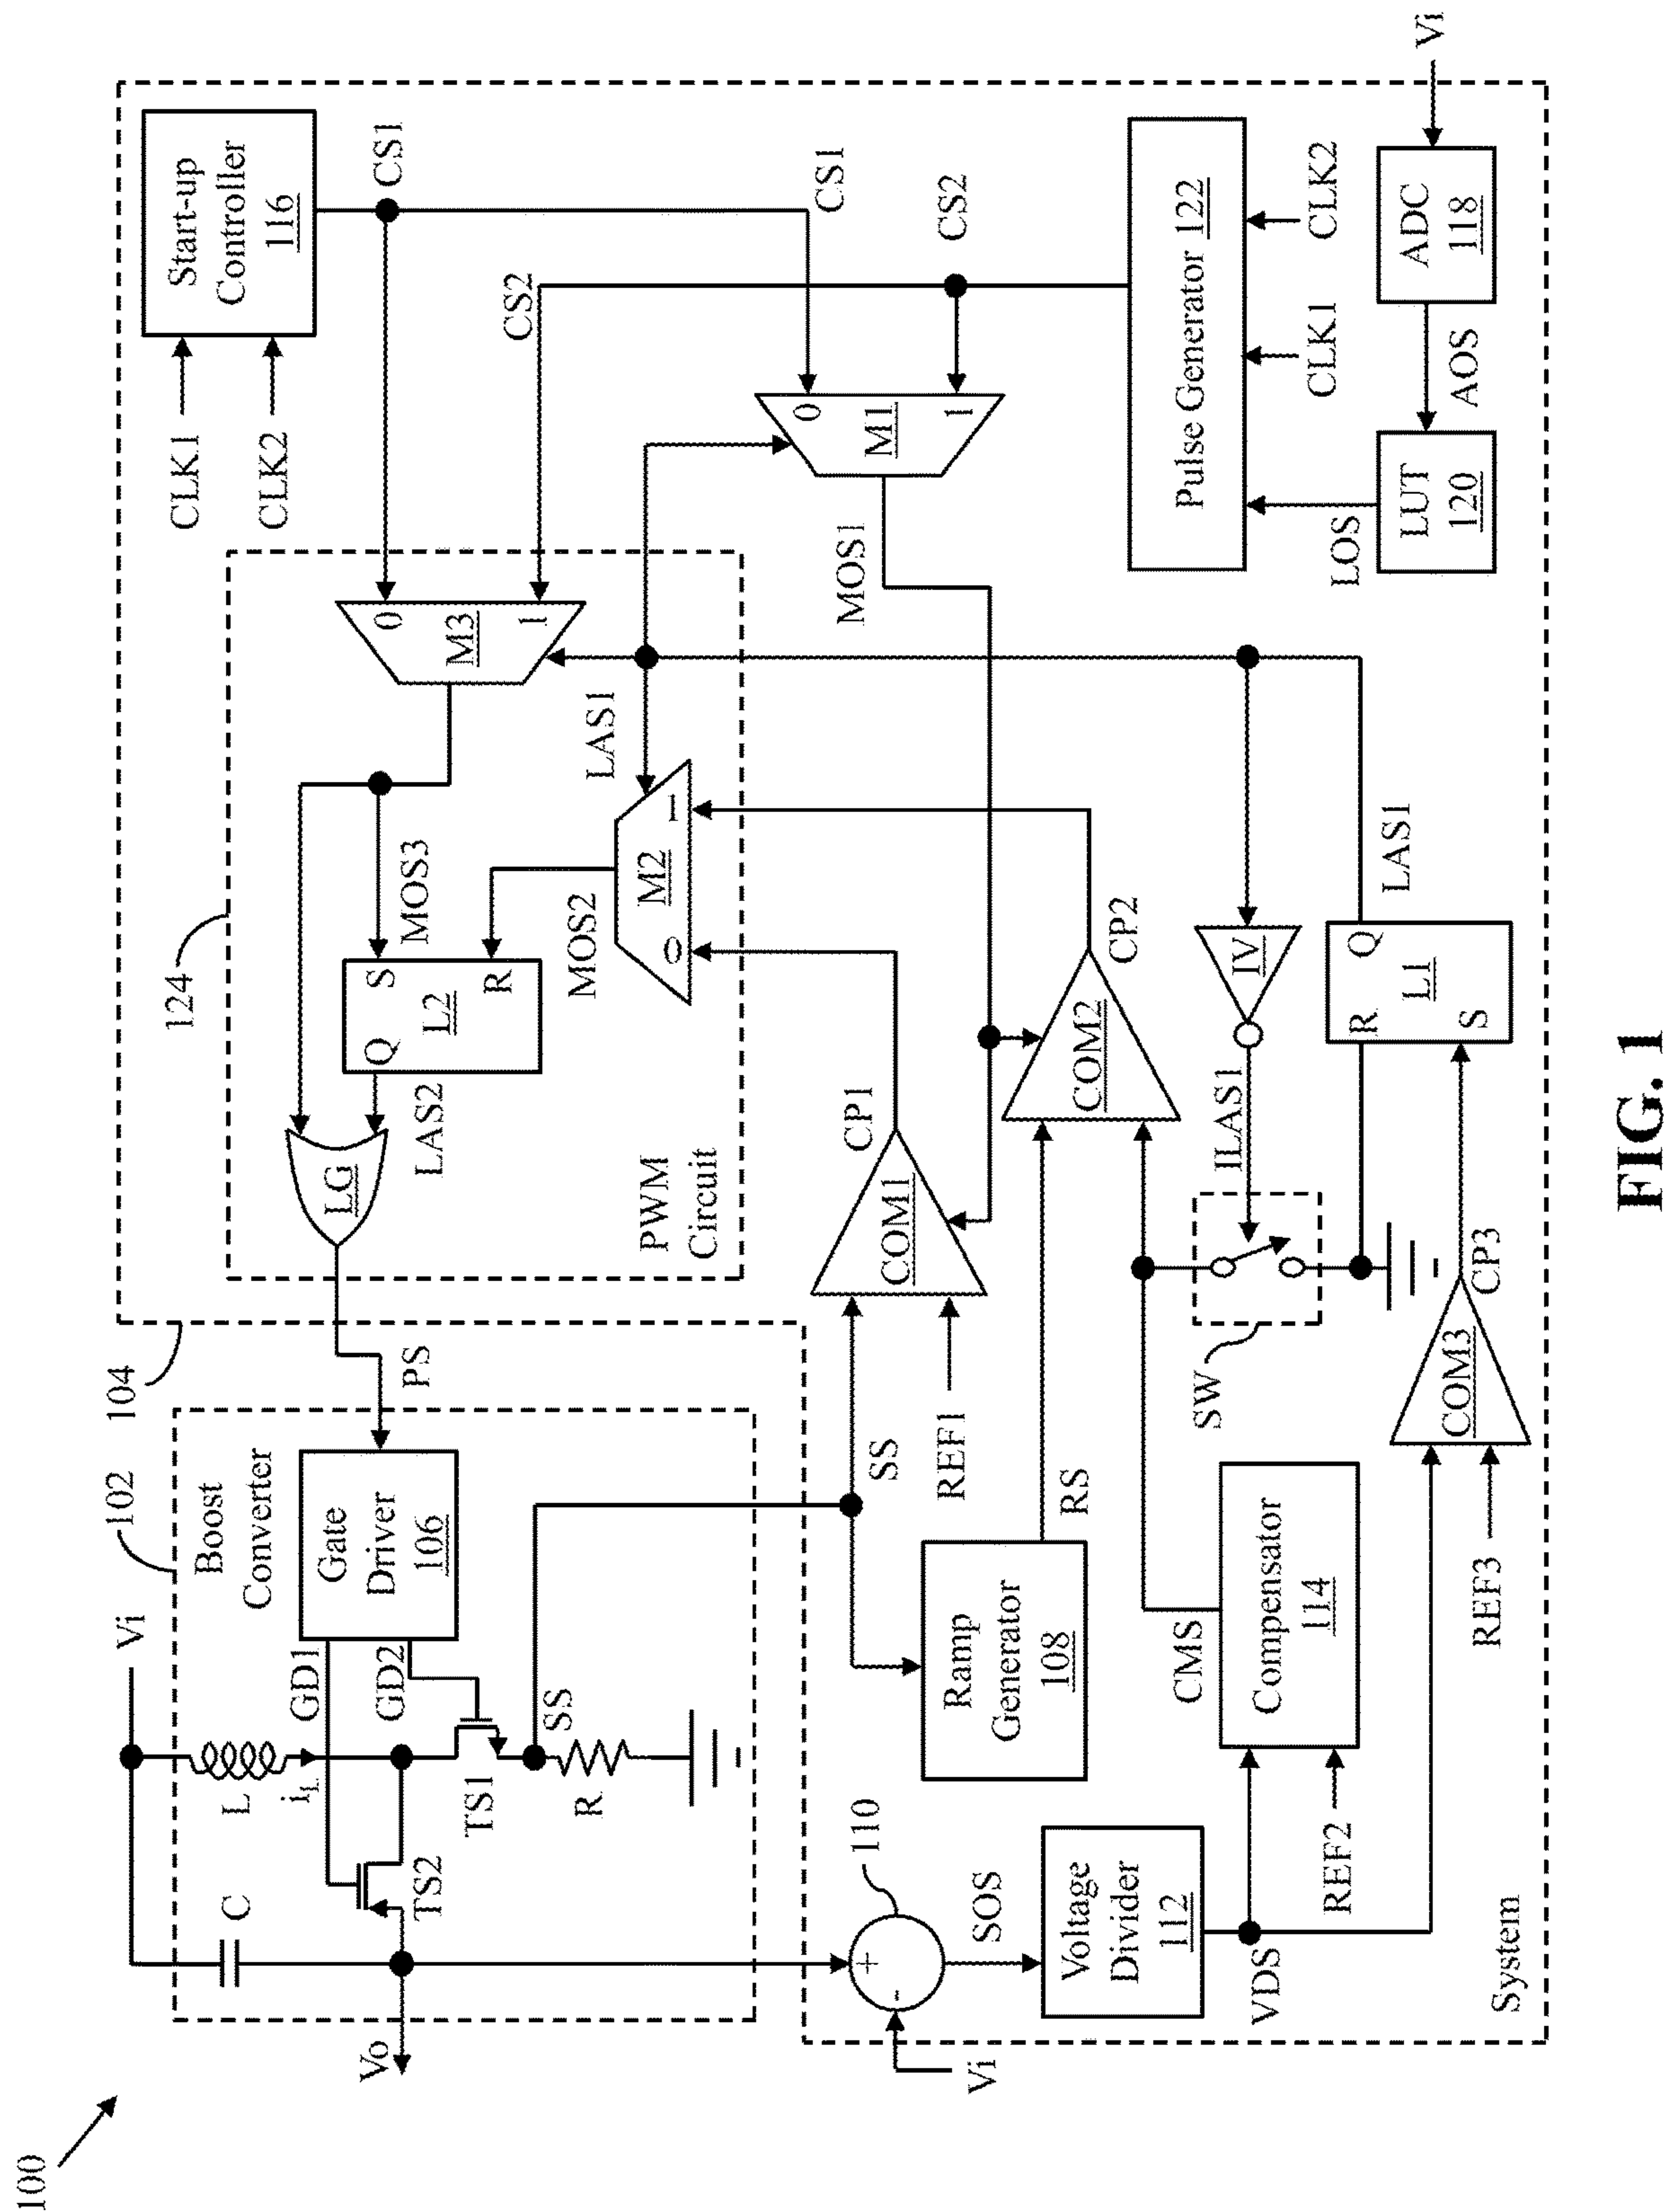 100
Vo
Vi
C
L
iL
TS2
TS1
R
SS
GD1
GD2
Boost
Converter
Gate
Driver
106
102
104
PS
124
LG
LAS2
Q
S
R
L2
MOS3
MOS2
PWM
Circuit
M2
0
1
LAS1
M3
0
1
CLK1
CLK2
Start-up
Controller
116
CS1
CS1
CS2
CS2
M1
0
1
MOS1
Vi
110
+
-
SOS
Voltage
Divider
112
VDS
System
Ramp
Generator
108
SS
REF1
RS
COM1
CP1
COM2
CP2
CMS
Compensator
114
REF2
REF3
COM3
CP3
SW
ILAS1
IV
R
S
Q
L1
LAS1
Pulse Generator 122
CLK1
CLK2
LOS
LUT
120
AOS
ADC
118
Vi
FIG. 1